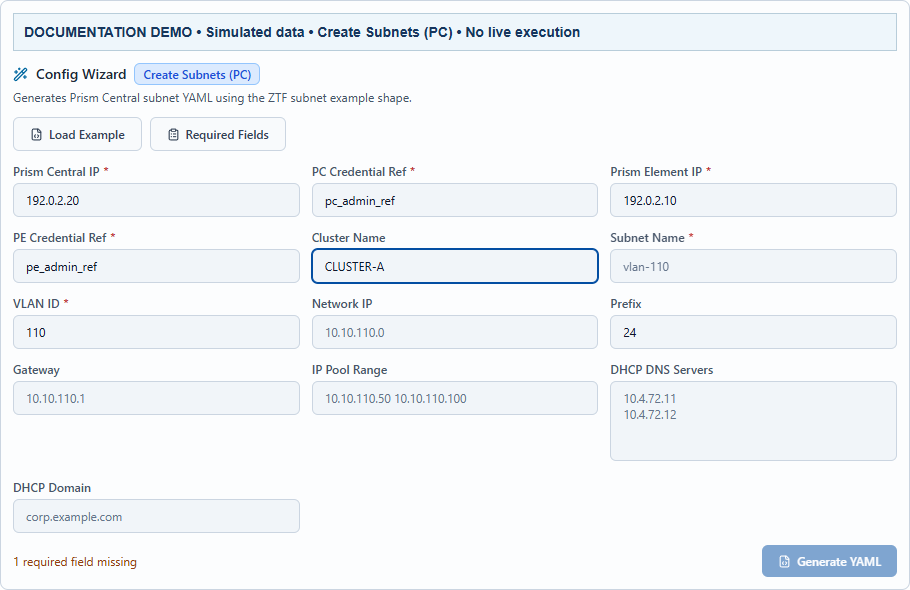 DOCUMENTATION DEMO • Simulated data • Create Subnets (PC) • No live execution
Config Wizard Create Subnets (PC)
Generates Prism Central subnet YAML using the ZTF subnet example shape.
Load Example Required Fields
Prism Central IP * PC Credential Ref * Prism Element IP *
192.0.2.20 pc_admin_ref 192.0.2.10
PE Credential Ref * Cluster Name Subnet Name *
pe_admin_ref CLUSTER-A vlan-110
VLAN ID * Network IP Prefix
110 10.10.110.0 24
Gateway IP Pool Range DHCP DNS Servers
10.10.110.1 10.10.110.50 10.10.110.100 10.4.72.11
10.4.72.12
DHCP Domain
corp.example.com
1 required field missing Generate YAML